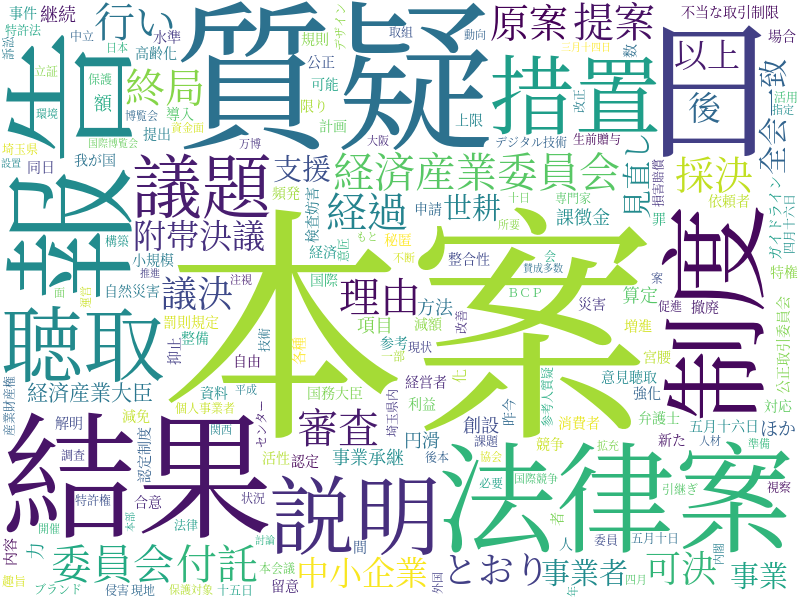 本案
質疑
報告
結果
法律案
制度
同日
説明
措置
聴取
議題
審査
理由
以上
後
終局
行い
原案
提案
経済産業委員会
経過
附帯決議
議決
委員会付託
中小企業
とおり
事業者
可決
事業
採決
全会一致
見直し
支援
世耕
課徴金
経済産業大臣
事業承継
円滑
創設
方法
算定
項目
減額
不当な取引制限
継続
事件
水準
高齢化
導入
額
保護
中立
立証
環境
特許法
訴訟
日本
規則
公正
可能
限り
計画
提出
博覧会
資金面
国際博覧会
埼玉県
設置
同日
我が国
万博
大阪
デザイン
取組
動向
上限
改正
三月十四日
数
場合
活用
指定
デジタル技術
生前贈与
損害賠償
依頼者
罪
ガイドライン
四月十六日
特権
撤廃
促進
案
公正取引委員会
頻発
検査妨害
申請
十日
専門家
所要
秘匿
不断
もと
意匠
経済
国際
整合性
会
賛成多数
ＢＣＰ
災害
改善
増進
宮腰
小規模
構築
推進
運営
面
自然災害
注視
技術
罰則規定
各種
整備
抑止
自由
参考
一部
現状
資料
平成
国務大臣
個人事業者
関西
センター
産業財産権
解明
減免
認定制度
調査
特許権
合意
状況
活性
認定
埼玉県内
経営者
利益
化
昨今
課題
後本
協会
競争
消費者
参考人質疑
拡充
弁護士
意見聴取
強化
五月十六日
ほか
対応
新た
人材
準備
視察
内容
力
開催
本部
法律
討論
間
本会議
趣旨
ブランド
侵害
現地
保護対象
十五日
留意
外国
必要
国際競争
者
人
引継ぎ
委員
五月十日
年
四月
内閣